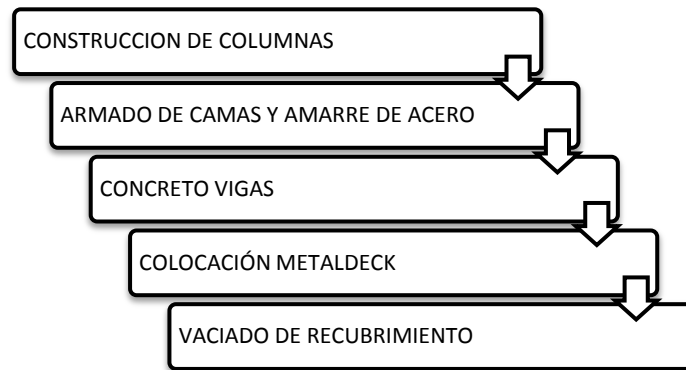 CONSTRUCCION DE COLUMNAS
ARMADO DE CAMAS Y AMARRE DE ACERO
CONCRETO VIGAS
COLOCACIÓN METALDECK
VACIADO DE RECUBRIMIENTO